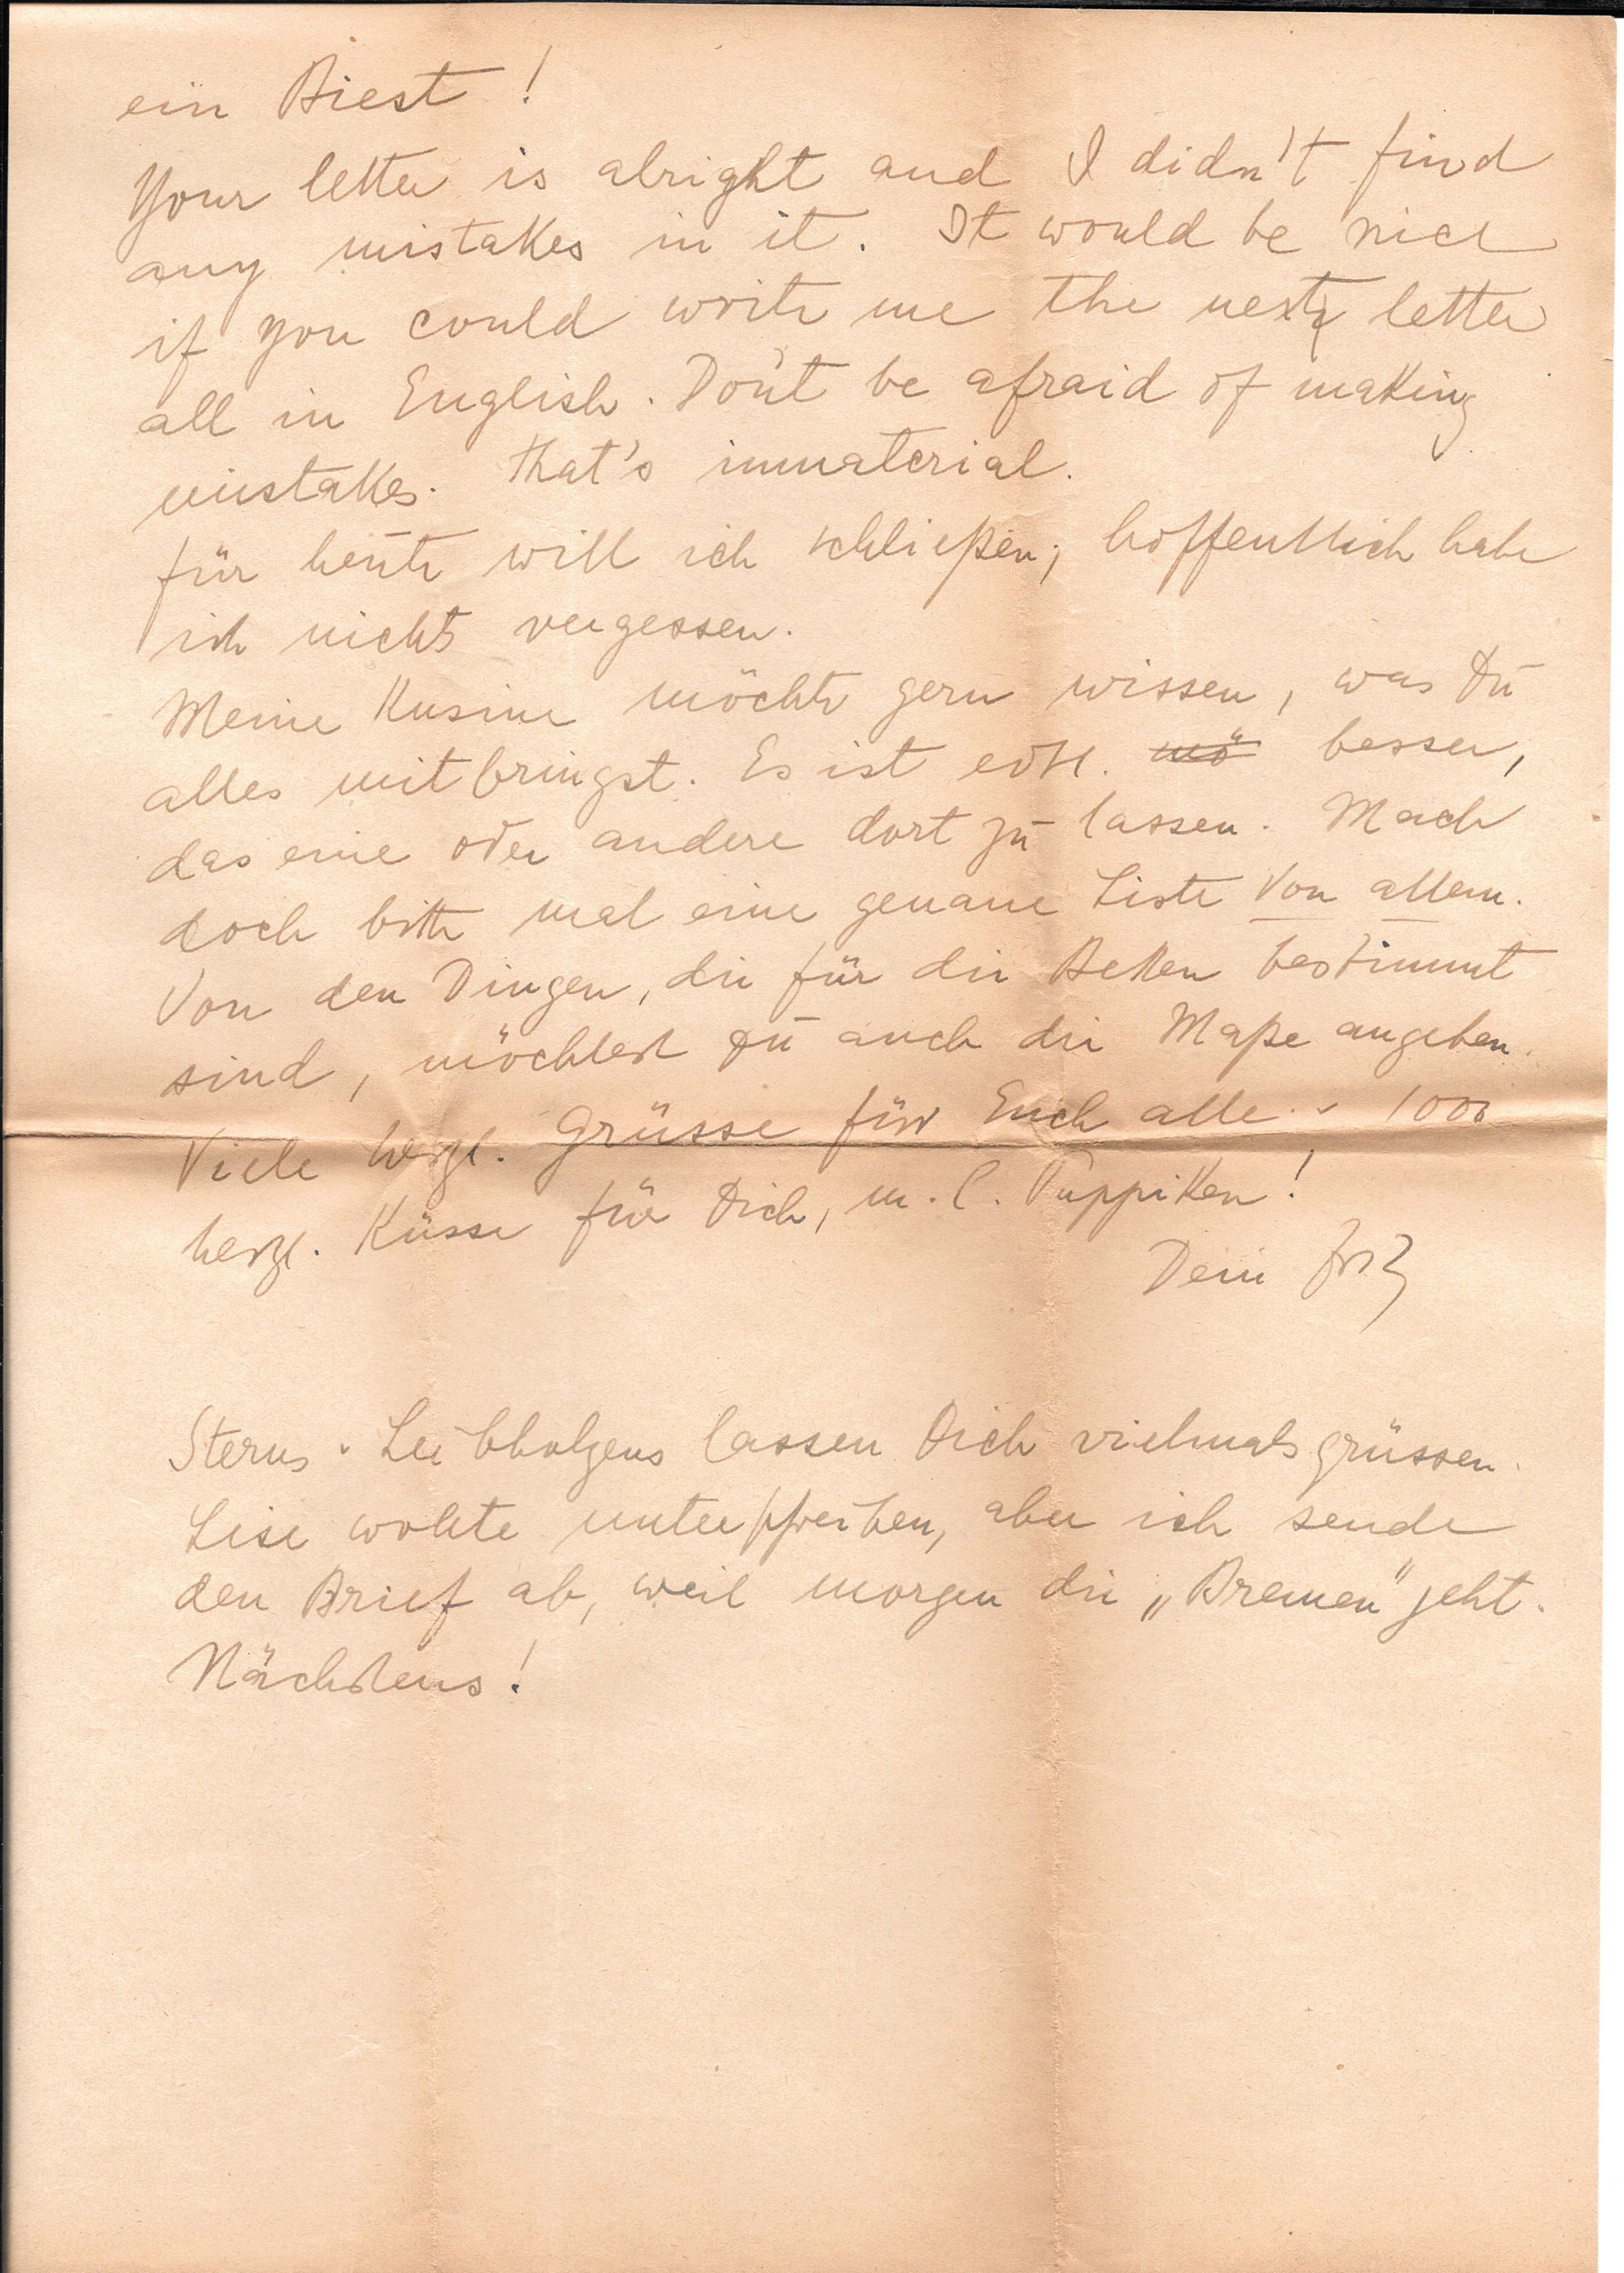 ein Biest!
Your letter is alright and I didn't find
any mistakes in it. It would be nice
if you could write me the next letter
all in English. Don't be afraid of making
mistakes. That's immaterial.
Für heute will ich schließen; hoffentlich habe
ich nichts vergessen.
Meine Kusine möchte gern wissen, was Du
alles mitbringst. Es ist evtl. mö besser,
das eine oder andere dort zu lassen. Mach
doch bitte mal eine genaue Liste von allem.
Von den Dingen, die für die Betten bestimmt
sind, möchtest Du auch die Maße angeben.
Viele herzl. Grüsse für Euch alle. 1000
herzl. Küsse für Dich, m. l. Puppiken!
Dein
Sterns Leibholzens lassen Dich vielmals grüssen.
Lise wollte unterschreiben, aber ich sende
den Brief ab, weil morgen die „Bremen" geht.
Nächstens!